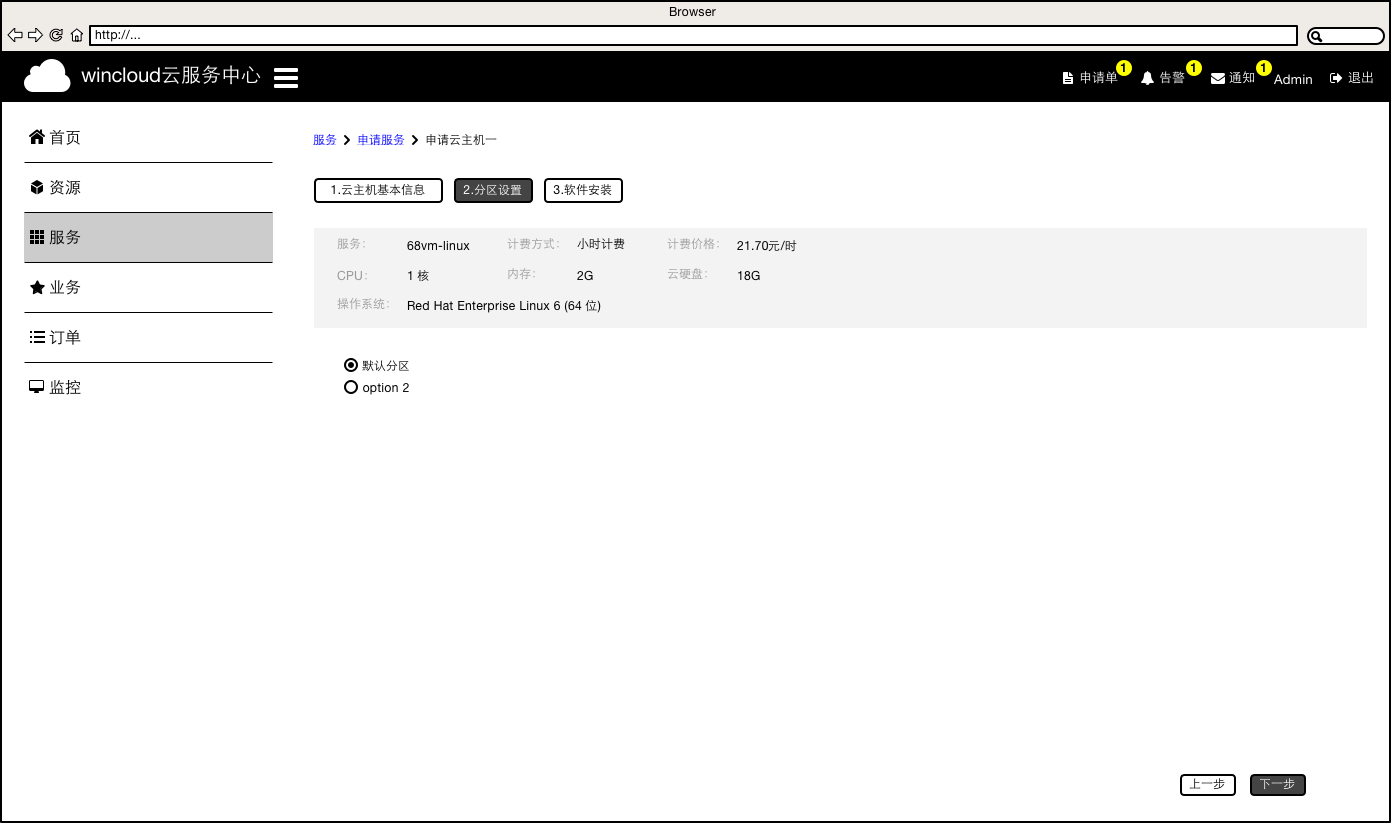 Browser
http://...
wincloud云服务中心 申请单 1 告警 1 通知 1 Admin 退出
首页
资源
服务
业务
订单
监控
服务 申请服务 申请云主机一
1.云主机基本信息 2.分区设置 3.软件安装
服务: 68vm-linux 计费方式: 小时计费 计费价格: 21.70元/时
CPU: 1 核 内存: 2G 云硬盘: 18G
操作系统: Red Hat Enterprise Linux 6 (64 位)
默认分区
option 2
上一步 下一步